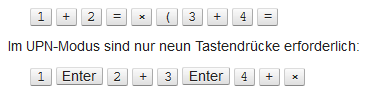 1 + 2 = × ( 3 + 4 =
Im UPN-Modus sind nur neun Tastendrücke erforderlich:
1 Enter 2 + 3 Enter 4 + ×